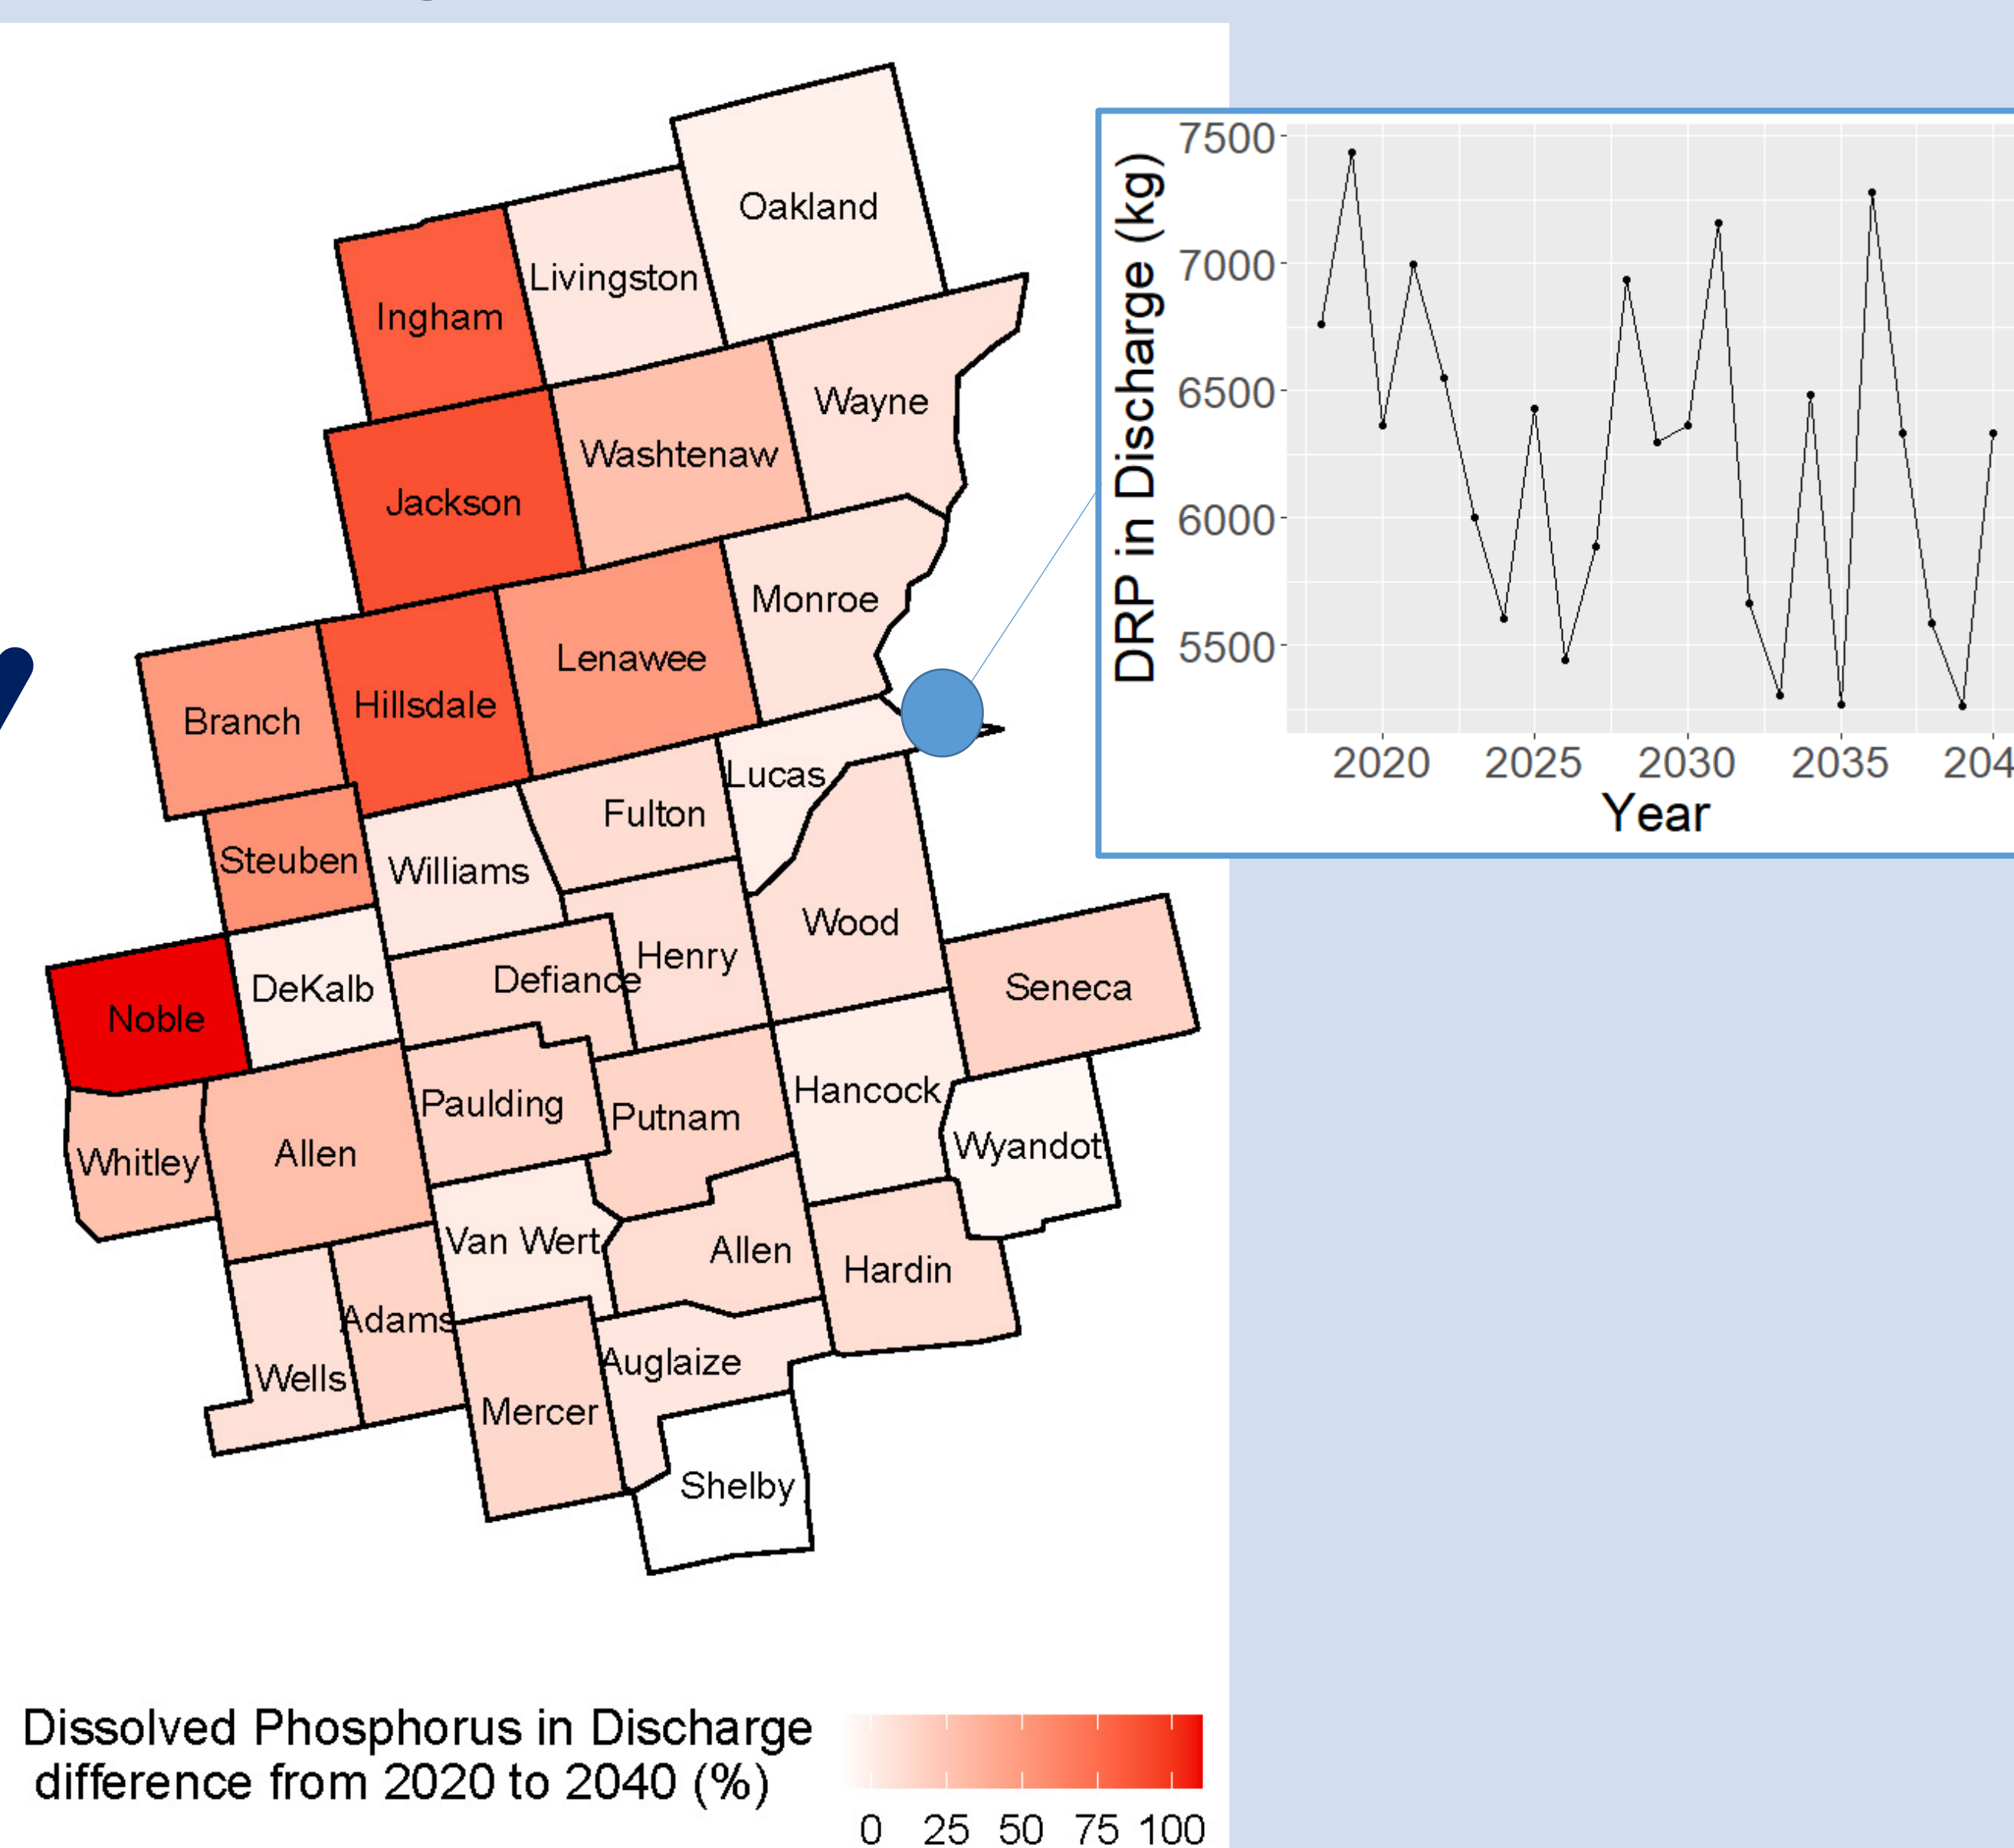 Oakland
Livingston
Ingham
Wayne
Washtenaw
Jackson
Monroe
Lenawee
Hillsdale
Branch
Lucas
Fulton
Steuben
Williams
Wood
Henry
Defiance
DeKalb
Seneca
Noble
Hancock
Paulding
Putnam
Wyandot
Allen
Whitley
Van Wert
Allen
Hardin
Adams
Auglaize
Wells
Mercer
Shelby
DRP in Discharge (kg)
7500
7000
6500
6000
5500
2020 2025 2030 2035 204
Year
Dissolved Phosphorus in Discharge
difference from 2020 to 2040 (%)
0 25 50 75 100